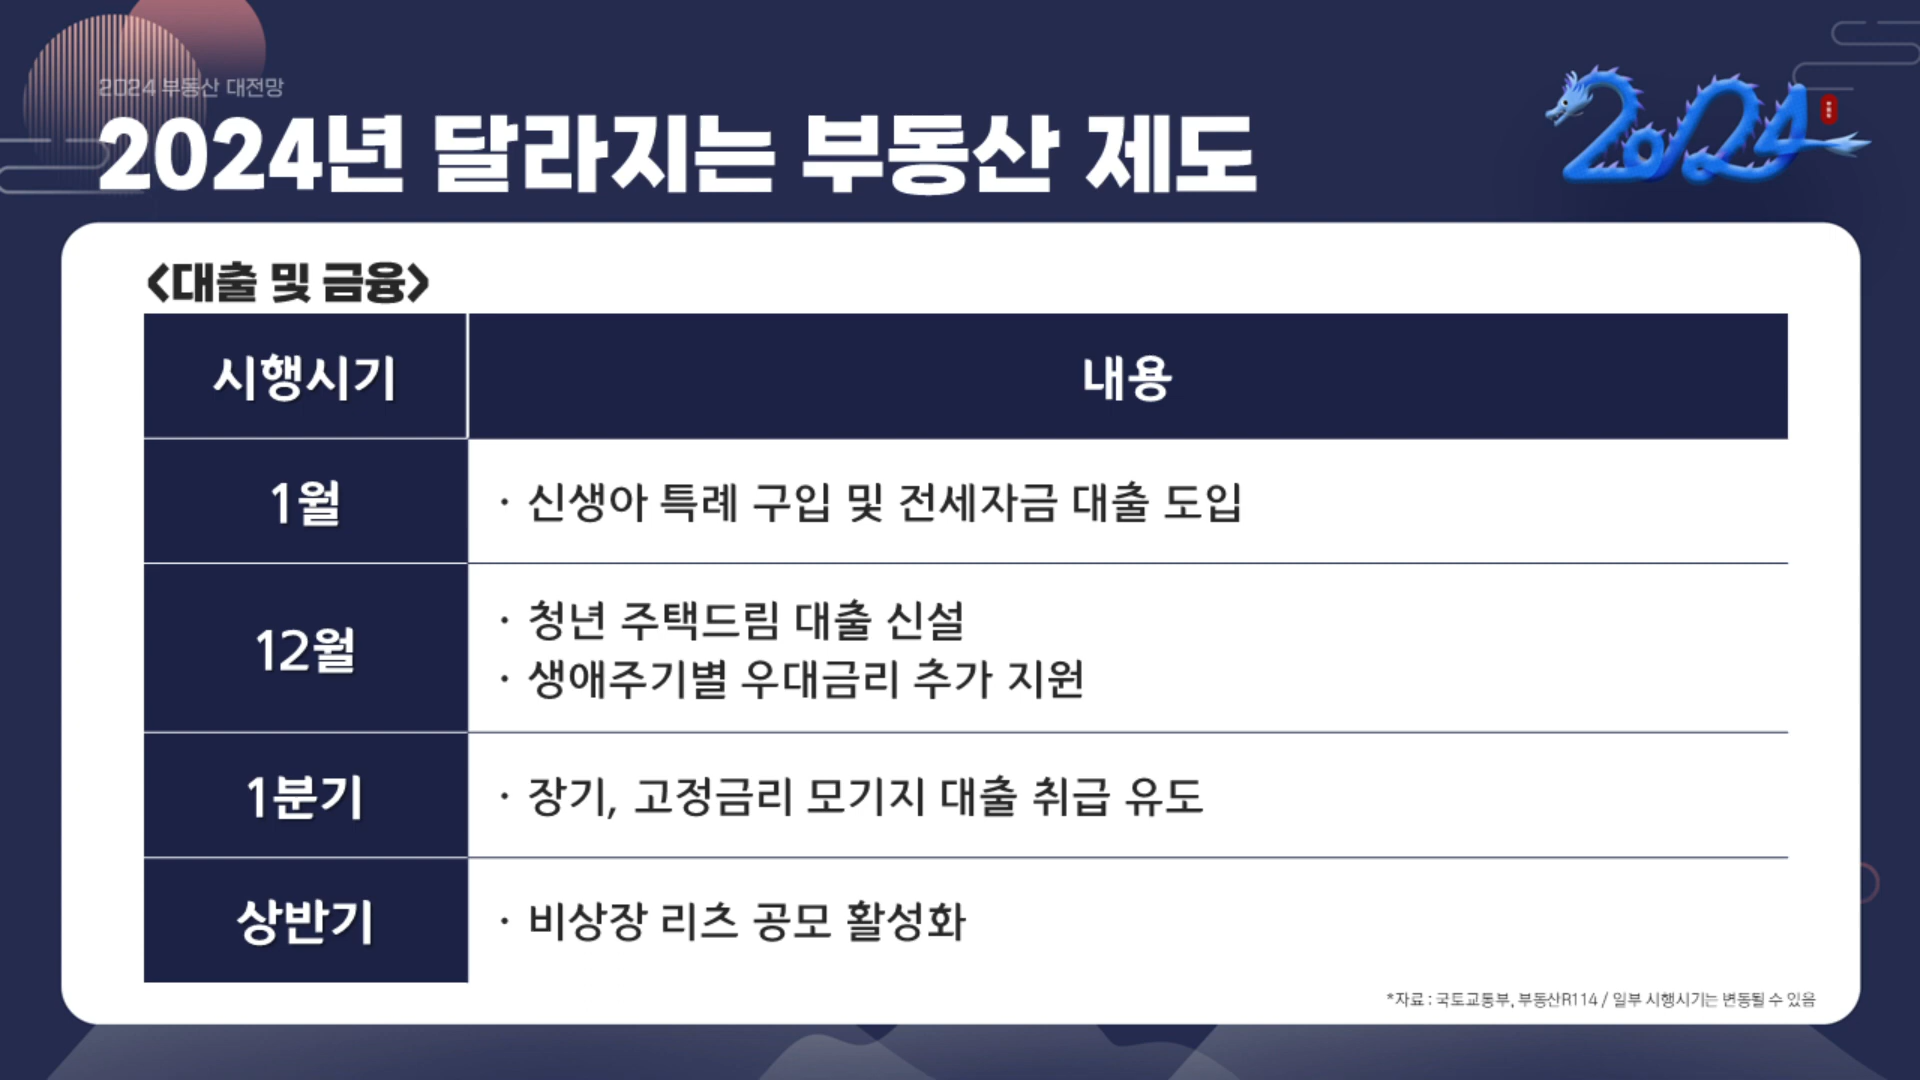 2024 부동산 대전망
2024년 달라지는 부동산 제도
2024
<대출 및 금융>
시행시기 내용
1월 · 신생아 특례 구입 및 전세자금 대출 도입
12월 · 청년 주택드림 대출 신설
· 생애주기별 우대금리 추가 지원
1분기 · 장기, 고정금리 모기지 대출 취급 유도
상반기 · 비상장 리츠 공모 활성화
*자료 : 국토교통부, 부동산R114 / 일부 시행시기는 변동될 수 있음